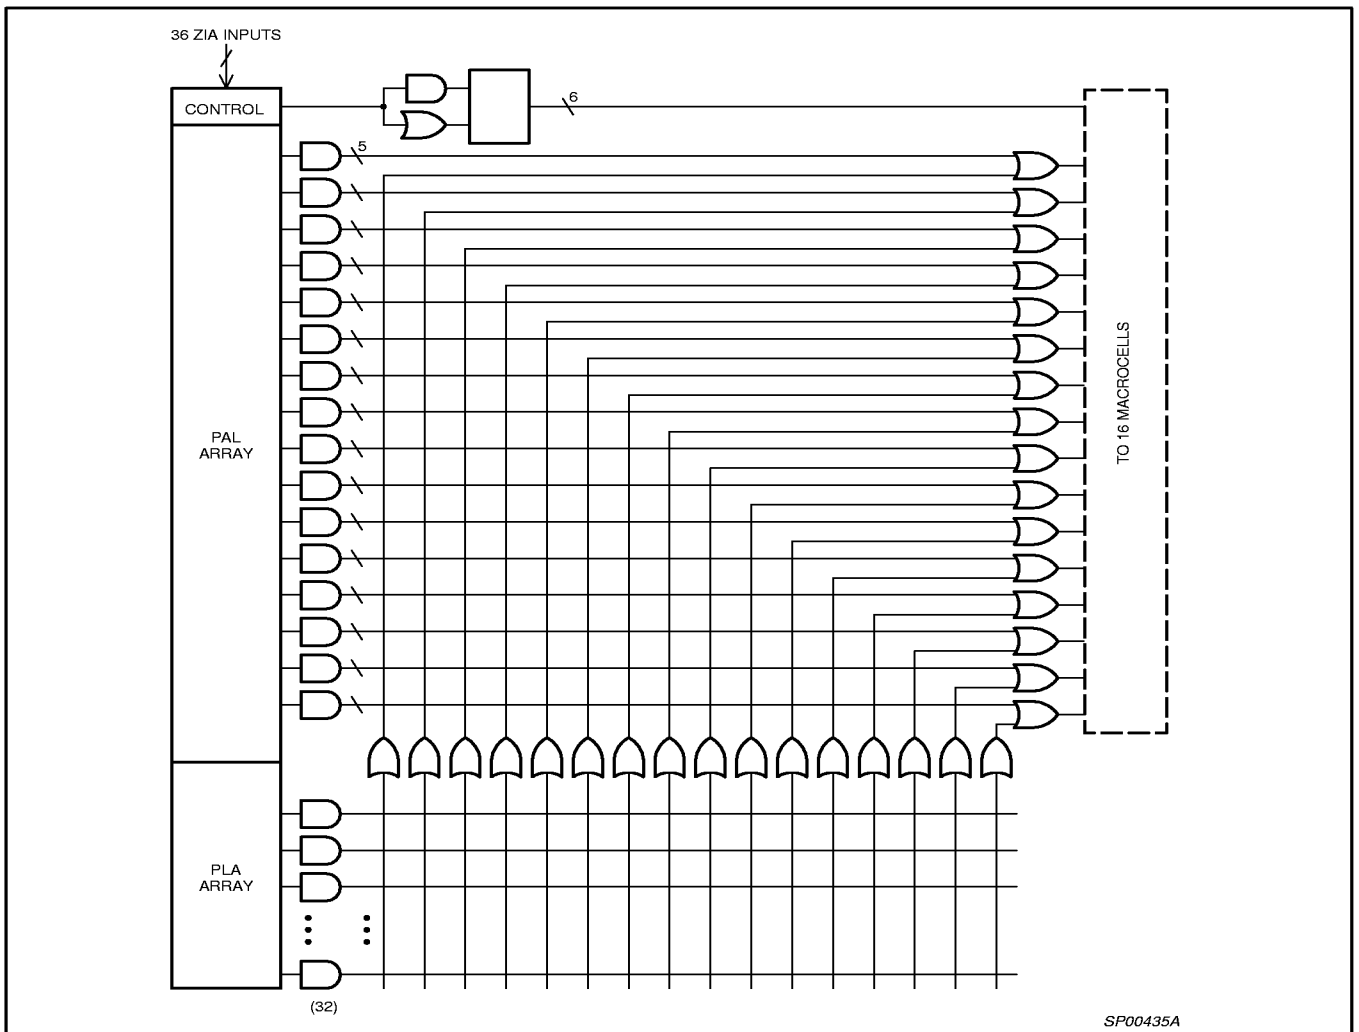 36 ZIA INPUTS
CONTROL
6
5
PAL
ARRAY
TO 16 MACROCELLS
PLA
ARRAY
(32)
SP00435A